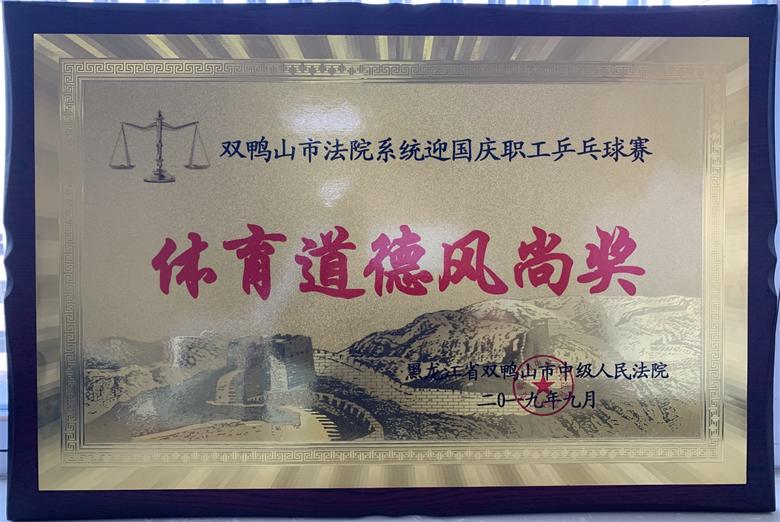 双鸭山市法院系统迎国庆职工乒乓球赛
体育道德风尚奖
黑龙江省双鸭山市中级人民法院
二0一九年九月